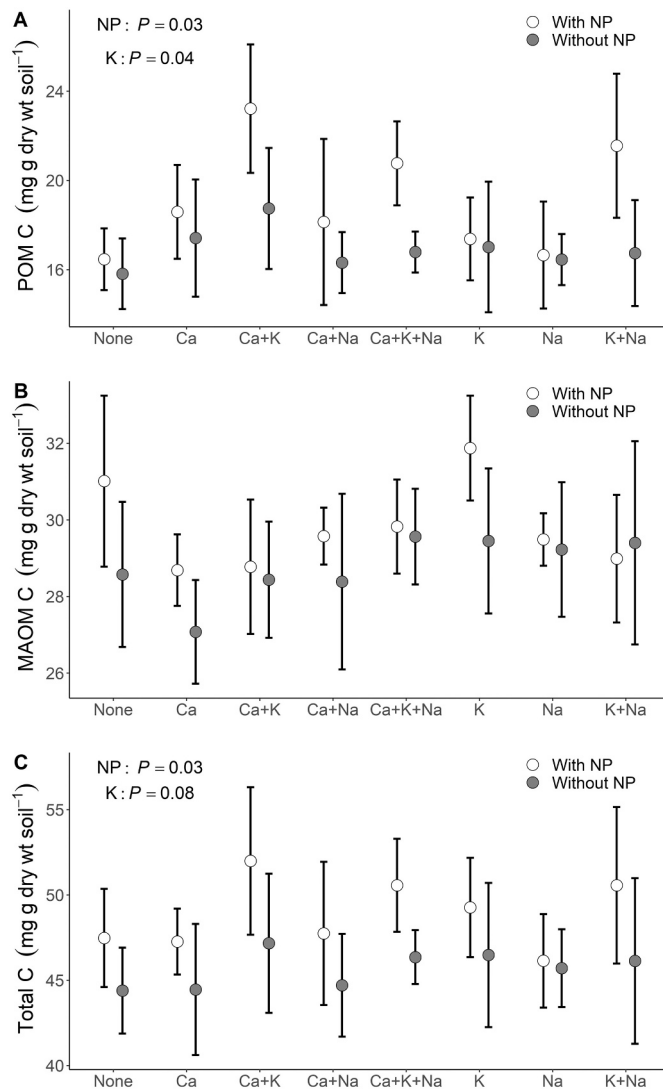 A
NP : P = 0.03
K : P = 0.04
With NP
Without NP
POM C (mg g dry wt soil⁻¹)
24
20
16
None Ca Ca+K Ca+Na Ca+K+Na K Na K+Na
B
With NP
Without NP
MAOM C (mg g dry wt soil⁻¹)
32
30
28
26
None Ca Ca+K Ca+Na Ca+K+Na K Na K+Na
C
NP : P = 0.03
K : P = 0.08
With NP
Without NP
Total C (mg g dry wt soil⁻¹)
55
50
45
40
None Ca Ca+K Ca+Na Ca+K+Na K Na K+Na